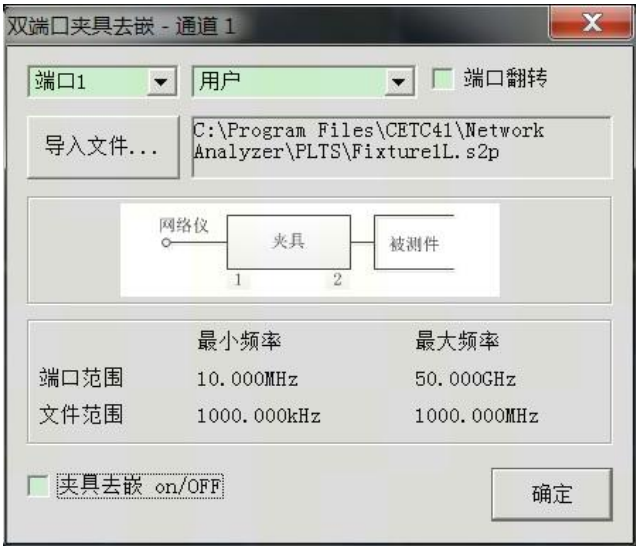 双端口夹具去嵌 - 通道 1
端口1 用户 端口翻转
导入文件... C:\Program Files\CETC41\Network
Analyzer\PLTS\Fixture1L.s2p
网络仪 夹具 被测件
1 2
最小频率 最大频率
端口范围 10.000MHz 50.000GHz
文件范围 1000.000kHz 1000.000MHz
夹具去嵌 on/OFF 确定